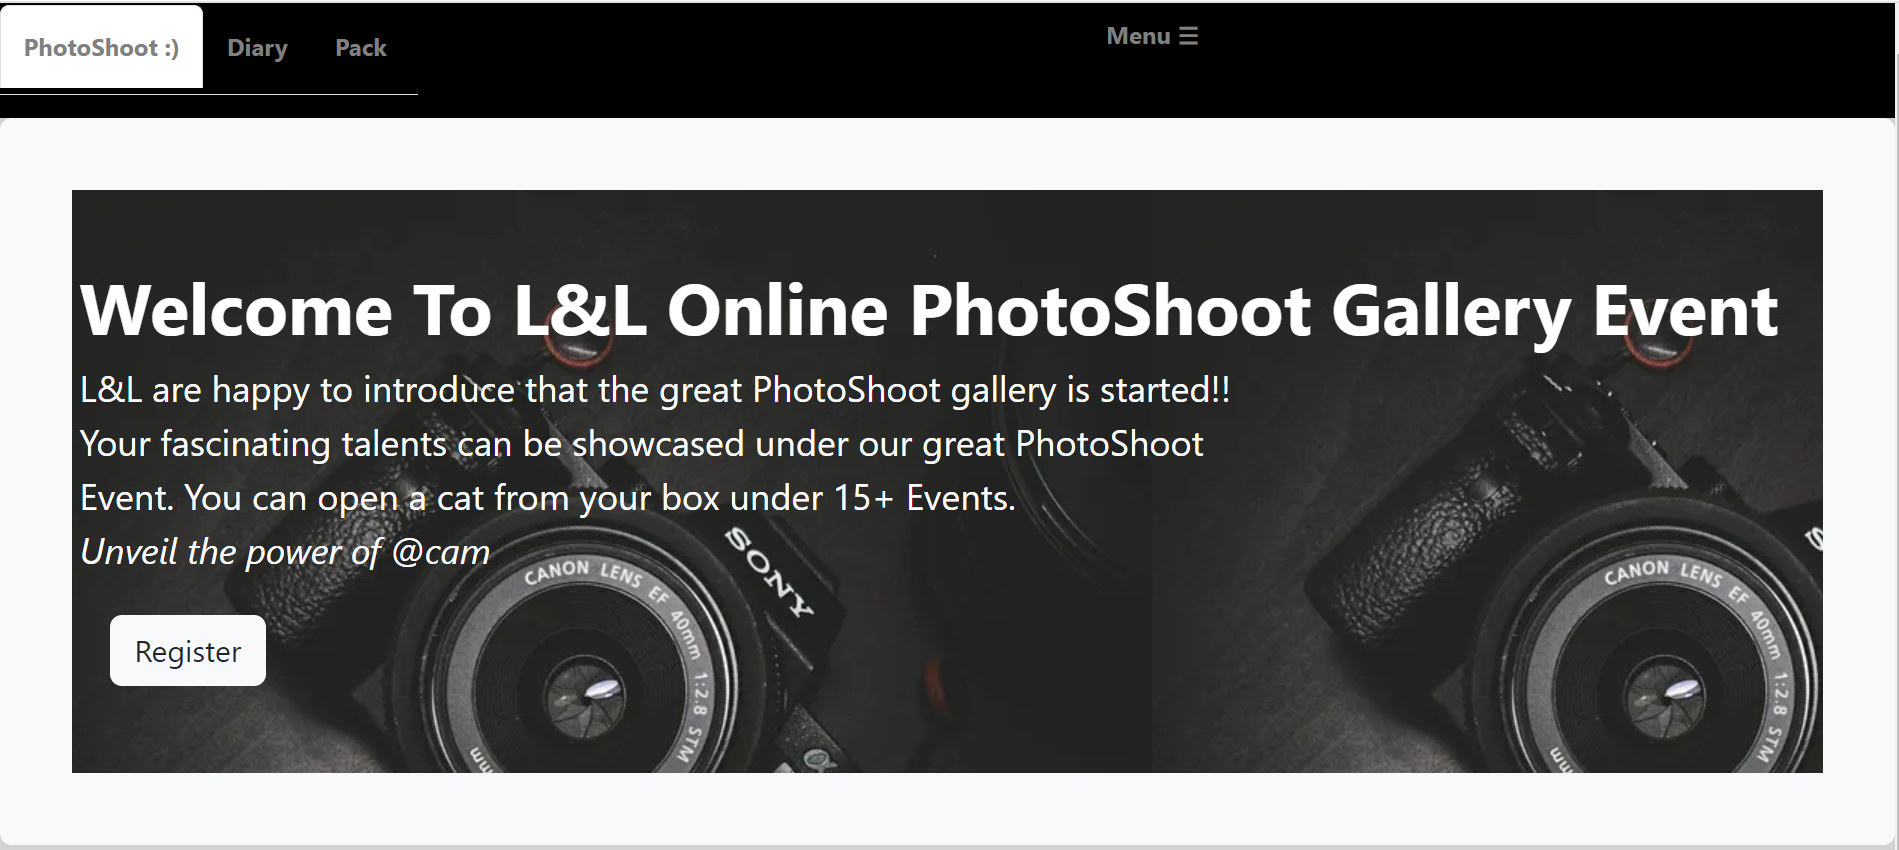 PhotoShoot :) Diary Pack Menu ☰
Welcome To L&L Online PhotoShoot Gallery Event
L&L are happy to introduce that the great PhotoShoot gallery is started!!
Your fascinating talents can be showcased under our great PhotoShoot
Event. You can open a cat from your box under 15+ Events.
Unveil the power of @cam
Register
SONY
CANON LENS EF 40mm 1:2.8 STM
mm
α
S
CANON LENS EF 40mm 1:2.8 STM
mm